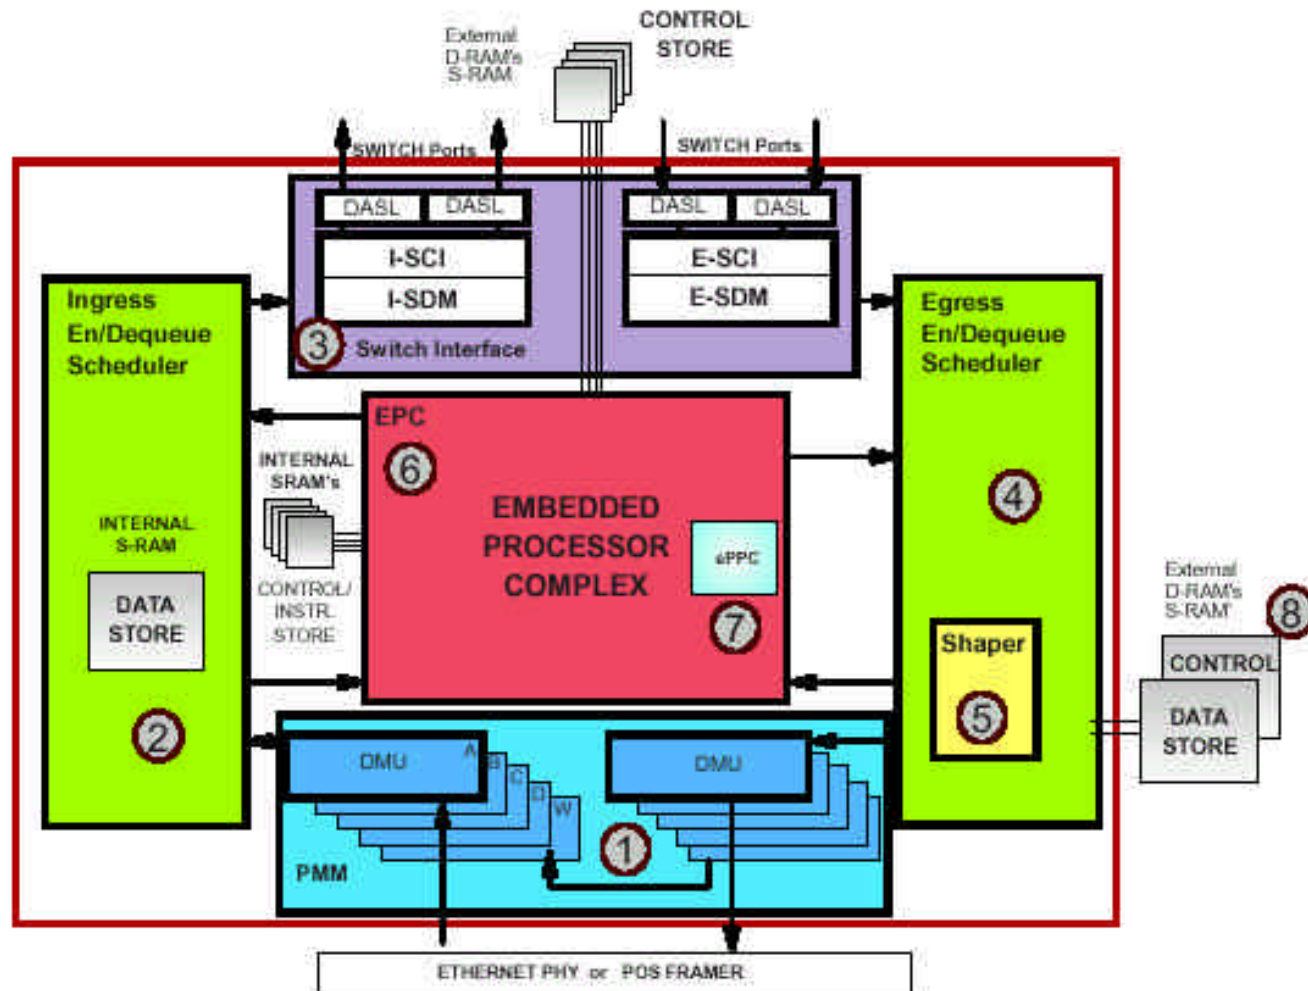 External
D-RAM's
S-RAM
CONTROL
STORE
SWITCH Ports
SWITCH Ports
DASL
DASL
DASL
DASL
I-SCI
I-SDM
E-SCI
E-SDM
3
Switch Interface
Ingress
En/Dequeue
Scheduler
Egress
En/Dequeue
Scheduler
EPC
6
INTERNAL
SRAM's
EMBEDDED
PROCESSOR
COMPLEX
ePPC
7
4
INTERNAL
S-RAM
DATA
STORE
CONTROL/
INSTR.
STORE
2
External
D-RAM's
S-RAM'
8
CONTROL
DATA
STORE
Shaper
5
DMU
A
B
C
D
W
DMU
1
PMM
ETHERNET PHY or POS FRAMER